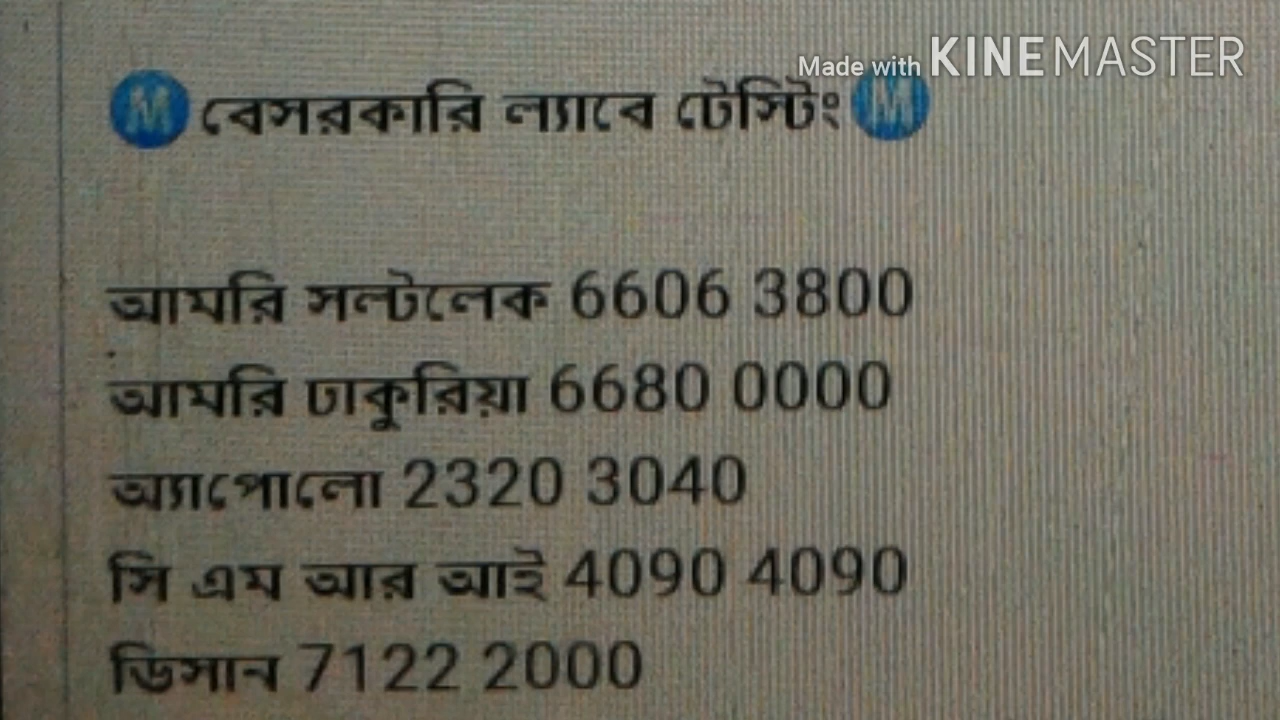 Made with KINEMASTER
M বেসরকারি ল্যাবে টেস্টিং M
আমরি সল্টলেক 6606 3800
আমরি ঢাকুরিয়া 6680 0000
অ্যাপোলো 2320 3040
সি এম আর আই 4090 4090
ডিসান 7122 2000